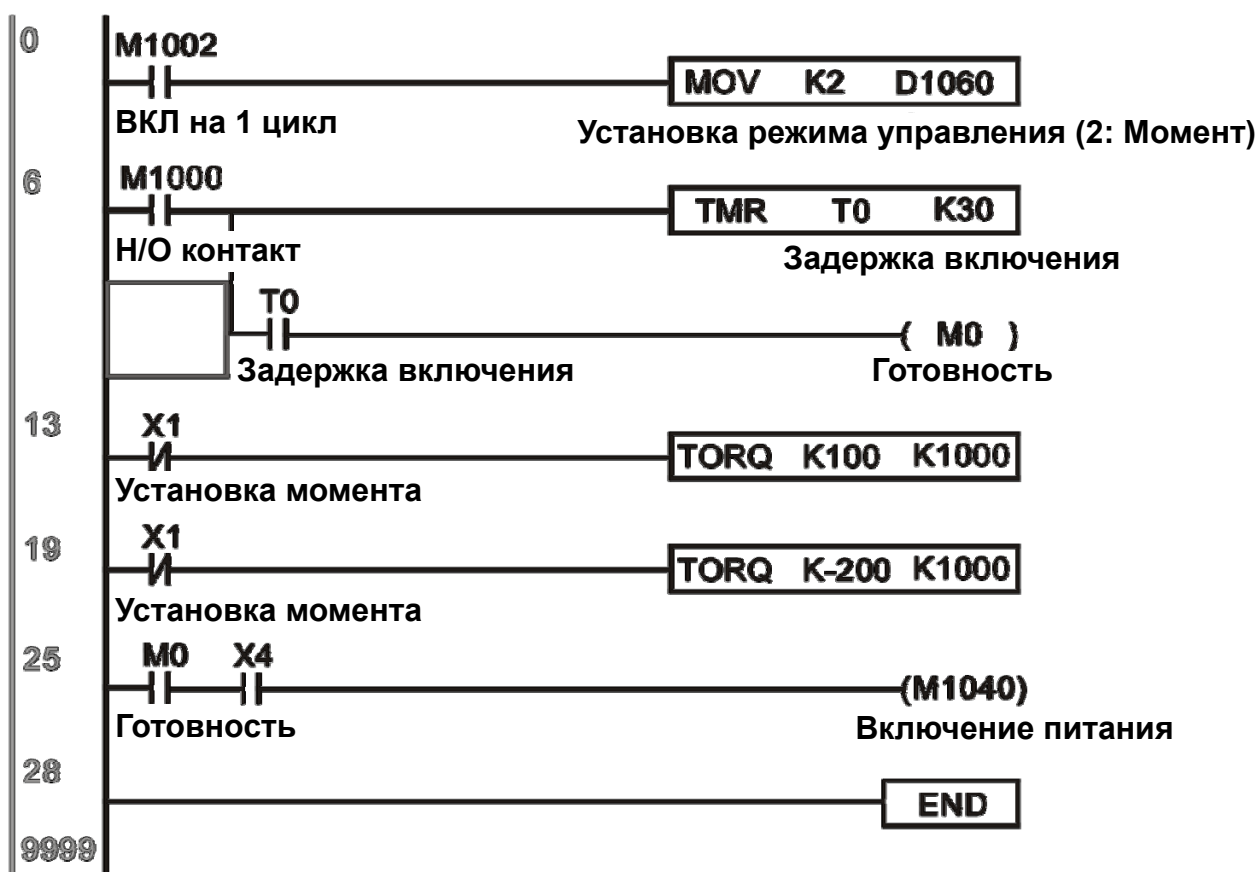 0
M1002
MOV K2 D1060
ВКЛ на 1 цикл
Установка режима управления (2: Момент)
6
M1000
TMR T0 K30
Н/О контакт
Задержка включения
T0
( M0 )
Задержка включения
Готовность
13
X1
TORQ K100 K1000
Установка момента
19
X1
TORQ K-200 K1000
Установка момента
25
M0 X4
(M1040)
Готовность
Включение питания
28
END
9999